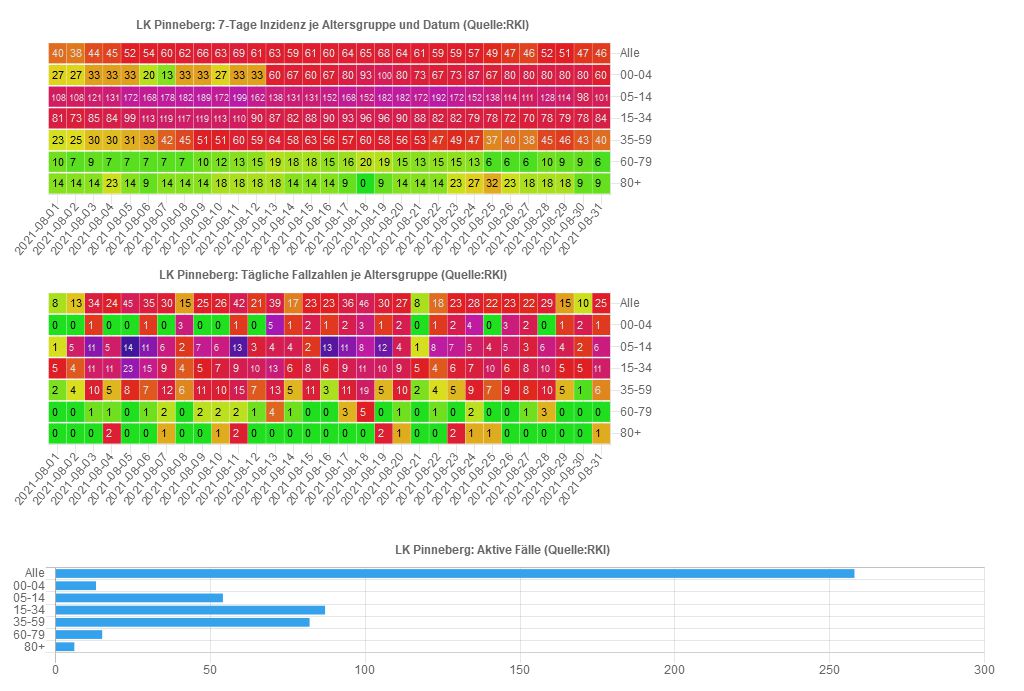 LK Pinneberg: 7-Tage Inzidenz je Altersgruppe und Datum (Quelle:RKI)
40 38 44 45 52 54 60 62 66 63 69 61 63 59 61 60 64 65 68 64 61 59 59 57 49 47 46 52 51 47 46 Alle
27 27 33 33 33 20 13 33 33 27 33 33 60 67 60 67 80 93 100 80 73 67 73 87 67 80 80 80 80 80 60 00-04
108 108 121 131 172 168 178 182 189 172 199 162 138 131 131 152 168 152 182 182 172 192 172 152 138 114 111 128 114 98 101 05-14
81 73 85 84 99 113 119 117 119 113 110 90 87 82 88 90 93 96 96 90 88 82 82 79 78 72 70 78 79 78 84 15-34
23 25 30 30 31 33 42 45 51 51 60 59 64 58 63 56 57 60 58 56 53 47 49 47 37 40 38 45 46 43 40 35-59
10 7 9 7 7 7 7 7 10 12 13 15 19 18 18 15 16 20 19 15 13 15 15 13 6 6 6 10 9 9 6 60-79
14 14 14 23 14 9 14 14 14 18 18 18 18 14 14 14 9 0 9 14 14 14 23 27 32 23 18 18 18 9 9 80+
2021-08-01 2021-08-02 2021-08-03 2021-08-04 2021-08-05 2021-08-06 2021-08-07 2021-08-08 2021-08-09 2021-08-10 2021-08-11 2021-08-12 2021-08-13 2021-08-14 2021-08-15 2021-08-16 2021-08-17 2021-08-18 2021-08-19 2021-08-20 2021-08-21 2021-08-22 2021-08-23 2021-08-24 2021-08-25 2021-08-26 2021-08-27 2021-08-28 2021-08-29 2021-08-30 2021-08-31
LK Pinneberg: Tägliche Fallzahlen je Altersgruppe (Quelle:RKI)
8 13 34 24 45 35 30 15 25 26 42 21 39 17 23 23 36 46 30 27 8 18 23 28 22 23 22 29 15 10 25 Alle
0 0 1 0 0 1 0 3 0 0 1 0 5 1 2 1 2 3 1 2 0 1 2 4 0 3 2 0 1 2 1 00-04
1 5 11 5 14 11 6 2 7 6 13 3 4 4 2 13 11 8 12 4 1 8 7 5 4 5 3 6 4 2 6 05-14
5 4 11 11 23 15 9 4 5 7 9 10 13 6 8 6 9 11 10 9 4 4 6 7 10 6 8 10 5 5 11 15-34
2 4 10 5 8 7 12 6 11 10 15 7 13 5 11 3 11 19 5 10 2 4 5 9 7 9 8 10 5 1 6 35-59
0 0 1 1 0 1 2 0 2 2 2 1 4 1 0 0 3 5 0 1 0 1 0 2 0 0 1 3 0 0 0 60-79
0 0 0 2 0 0 1 0 0 1 2 0 0 0 0 0 0 0 2 1 0 0 2 1 1 0 0 0 0 0 1 80+
2021-08-01 2021-08-02 2021-08-03 2021-08-04 2021-08-05 2021-08-06 2021-08-07 2021-08-08 2021-08-09 2021-08-10 2021-08-11 2021-08-12 2021-08-13 2021-08-14 2021-08-15 2021-08-16 2021-08-17 2021-08-18 2021-08-19 2021-08-20 2021-08-21 2021-08-22 2021-08-23 2021-08-24 2021-08-25 2021-08-26 2021-08-27 2021-08-28 2021-08-29 2021-08-30 2021-08-31
LK Pinneberg: Aktive Fälle (Quelle:RKI)
Alle
00-04
05-14
15-34
35-59
60-79
80+
0 50 100 150 200 250 300